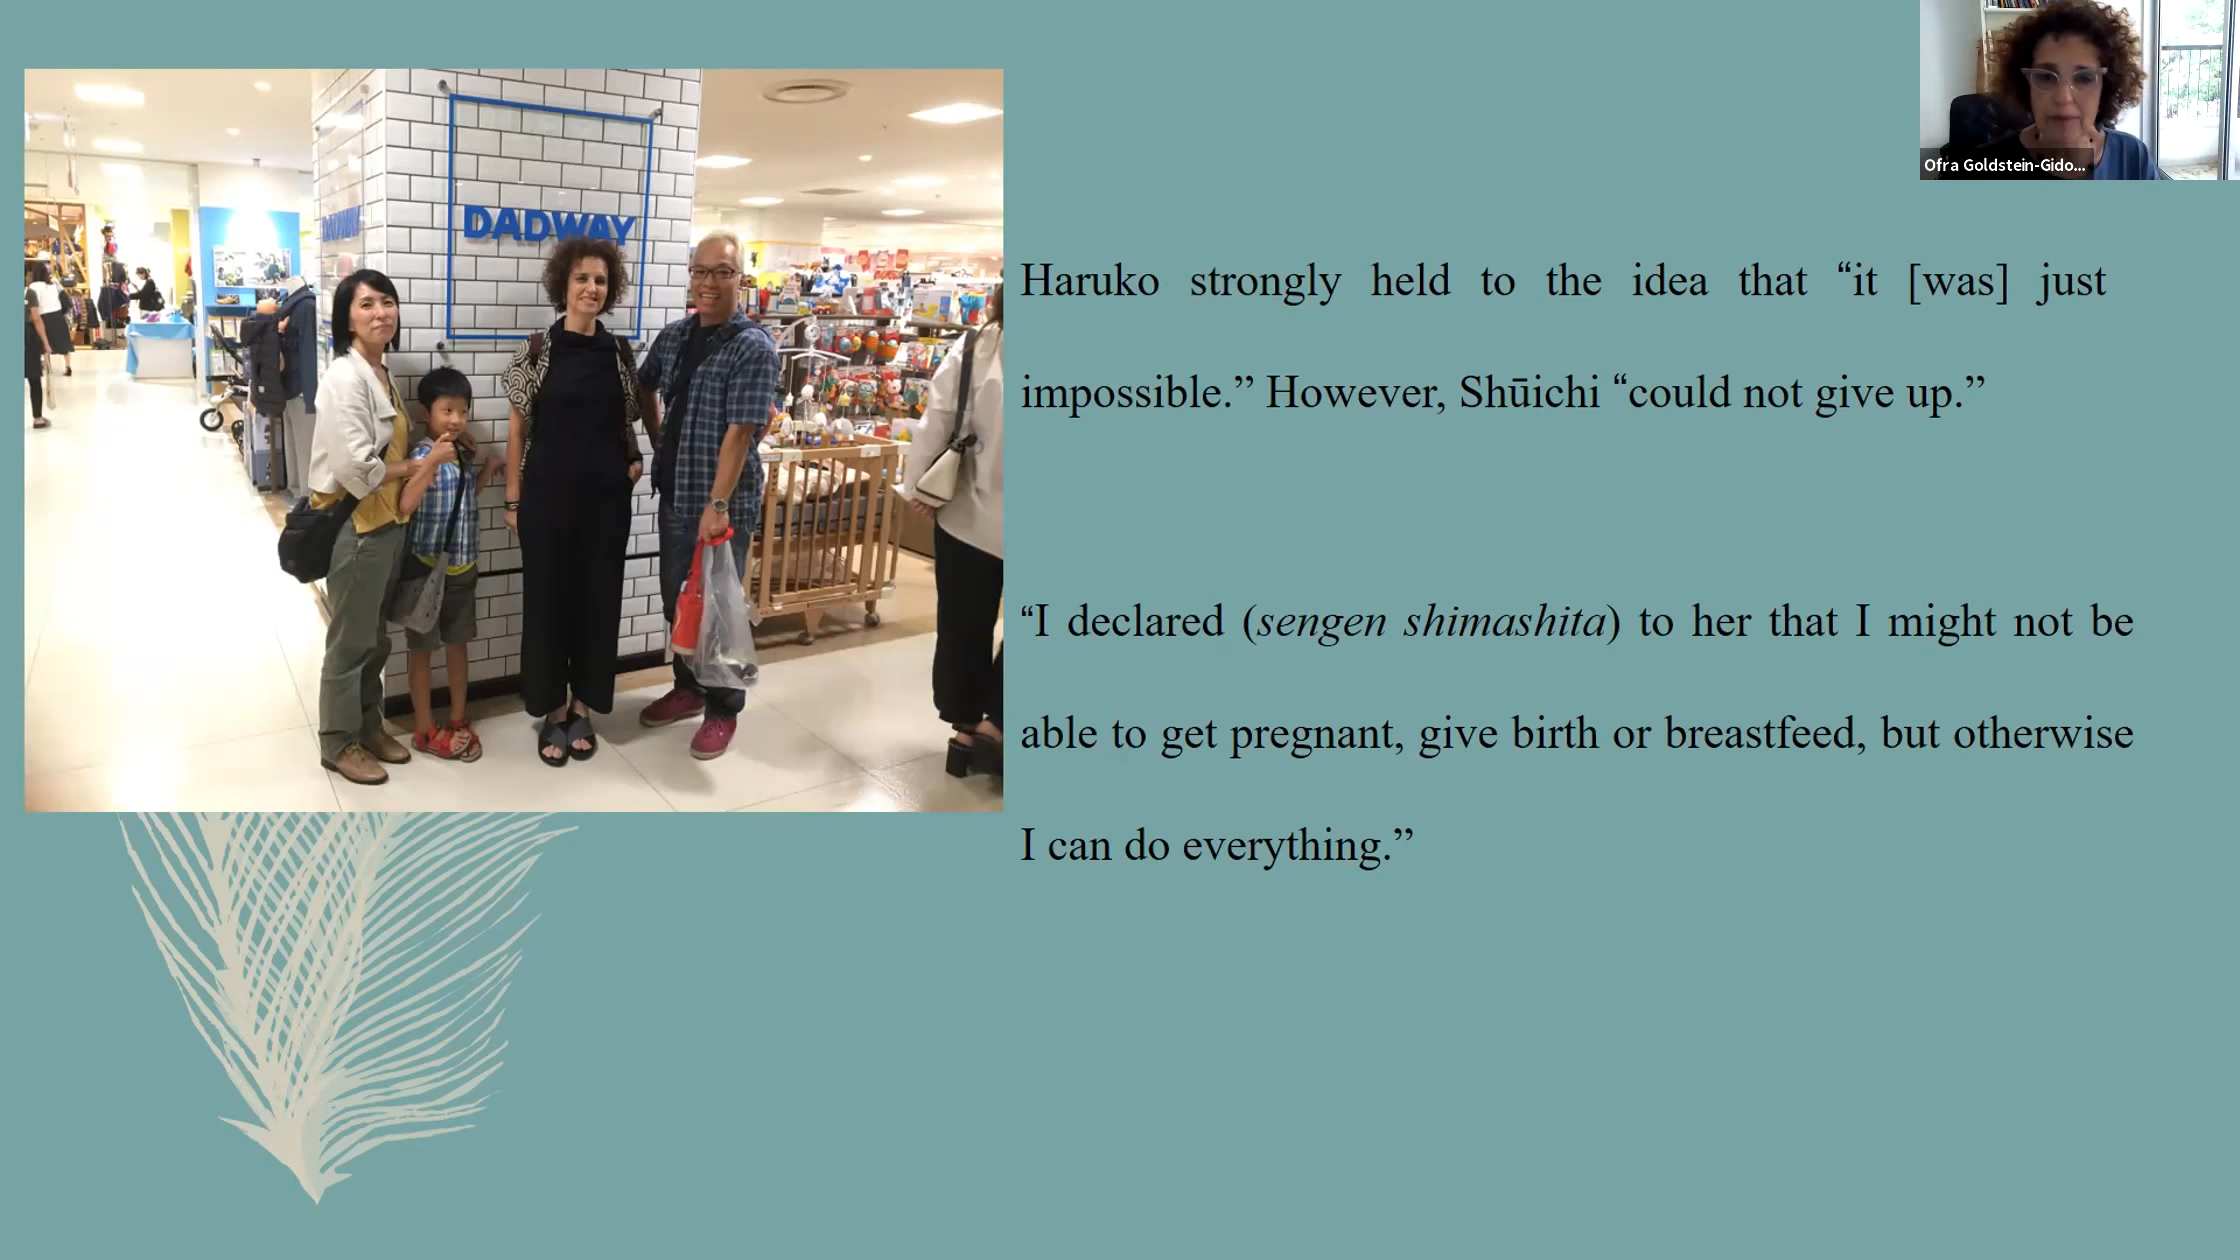 Ofra Goldstein-Gido...
DADWAY
Haruko strongly held to the idea that “it [was] just
impossible.” However, Shūichi “could not give up.”
“I declared (sengen shimashita) to her that I might not be
able to get pregnant, give birth or breastfeed, but otherwise
I can do everything.”